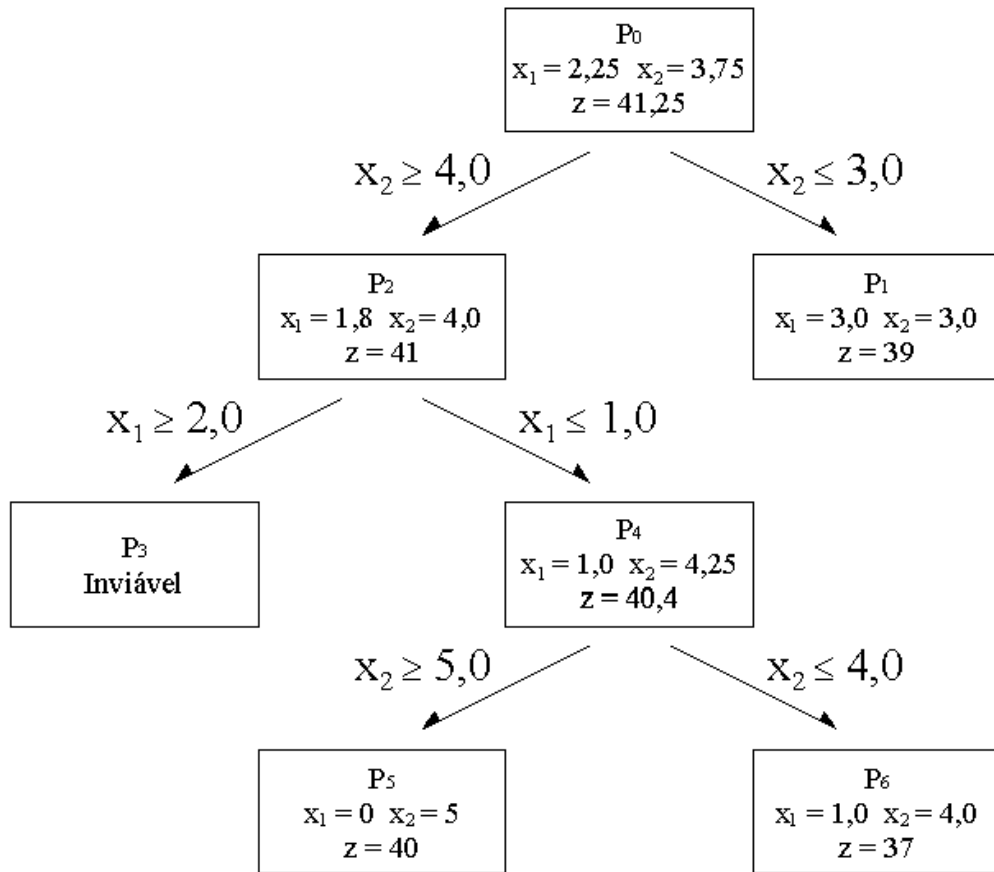 P₀
x₁ = 2,25 x₂ = 3,75
z = 41,25
x₂ ≥ 4,0
x₂ ≤ 3,0
P₂
x₁ = 1,8 x₂ = 4,0
z = 41
P₁
x₁ = 3,0 x₂ = 3,0
z = 39
x₁ ≥ 2,0
x₁ ≤ 1,0
P₃
Inviável
P₄
x₁ = 1,0 x₂ = 4,25
z = 40,4
x₂ ≥ 5,0
x₂ ≤ 4,0
P₅
x₁ = 0 x₂ = 5
z = 40
P₆
x₁ = 1,0 x₂ = 4,0
z = 37